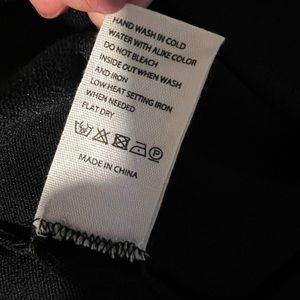 HAND WASH IN COLD
WATER WITH ALIKE COLOR
DO NOT BLEACH
INSIDE OUT WHEN WASH
AND IRON
LOW HEAT SETTING IRON
WHEN NEEDED
FLAT DRY
P
MADE IN CHINA